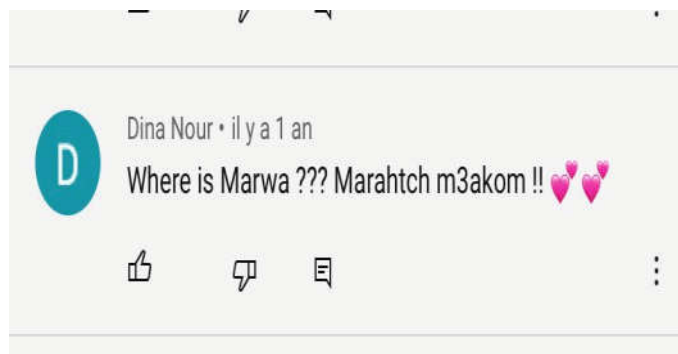 D
Dina Nour • il y a 1 an
Where is Marwa ??? Marahtch m3akom !! 💕💕